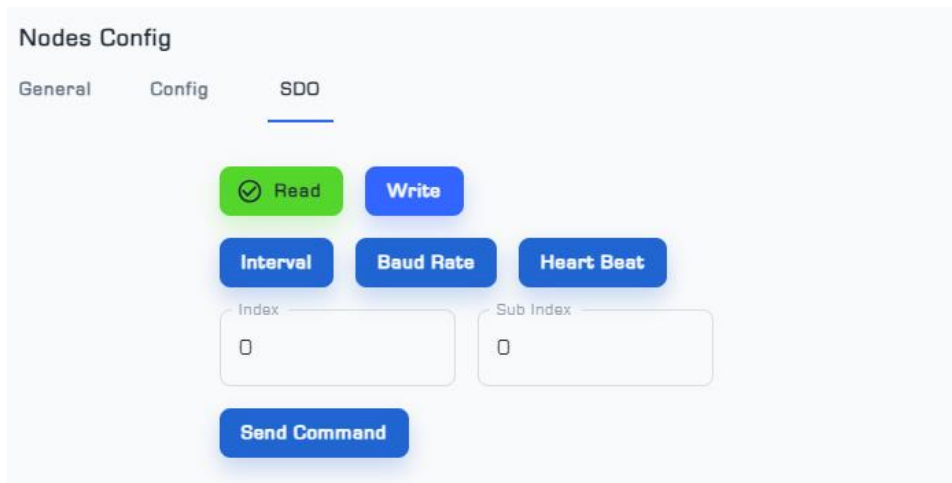 Nodes Config
General Config SDO
Read Write
Interval Baud Rate Heart Beat
Index Sub Index
0 0
Send Command